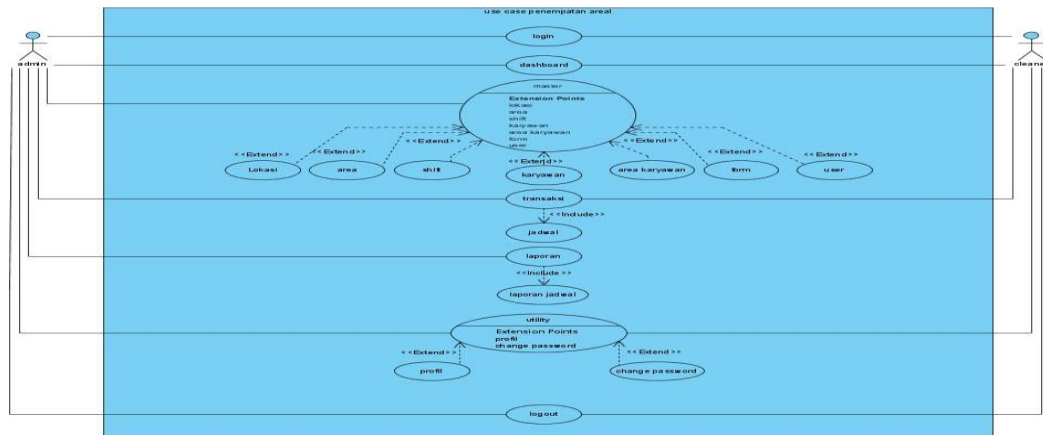 use case penempatan areal
login
admin
cleane
dashboard
master
Extension Points
lokasi
area
shift
karyawan
area karyawan
form
user
<<Extend>>
<<Extend>>
<<Extend>>
<<Extend>>
<<Extend>>
<<Extend>>
<<Extend>>
Lokasi
area
shift
karyawan
area karyawan
form
user
transaksi
<<Include>>
jadwal
laporan
<<Include >>
laporan jadwal
utility
Extension Points
profil
change password
<<Extend>>
<<Extend>>
profil
change password
logout